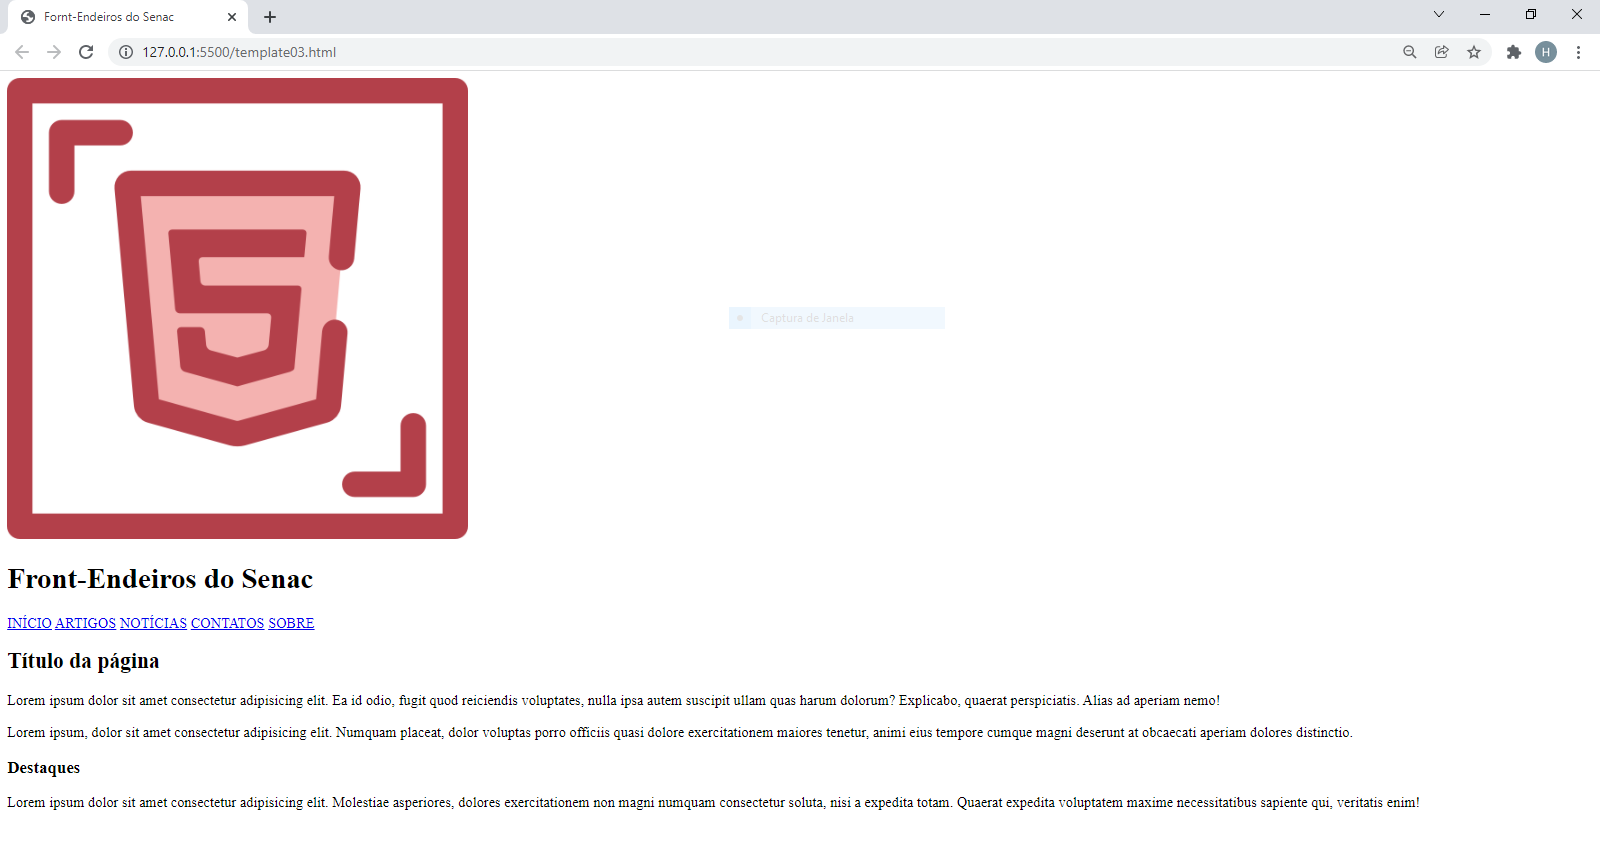 Fornt-Endeiros do Senac
127.0.0.1:5500/template03.html
H
5
Captura de Janela
Front-Endeiros do Senac
INÍCIO ARTIGOS NOTÍCIAS CONTATOS SOBRE
Título da página
Lorem ipsum dolor sit amet consectetur adipisicing elit. Ea id odio, fugit quod reiciendis voluptates, nulla ipsa autem suscipit ullam quas harum dolorum? Explicabo, quaerat perspiciatis. Alias ad aperiam nemo!
Lorem ipsum, dolor sit amet consectetur adipisicing elit. Numquam placeat, dolor voluptas porro officiis quasi dolore exercitationem maiores tenetur, animi eius tempore cumque magni deserunt at obcaecati aperiam dolores distinctio.
Destaques
Lorem ipsum dolor sit amet consectetur adipisicing elit. Molestiae asperiores, dolores exercitationem non magni numquam consectetur soluta, nisi a expedita totam. Quaerat expedita voluptatem maxime necessitatibus sapiente qui, veritatis enim!